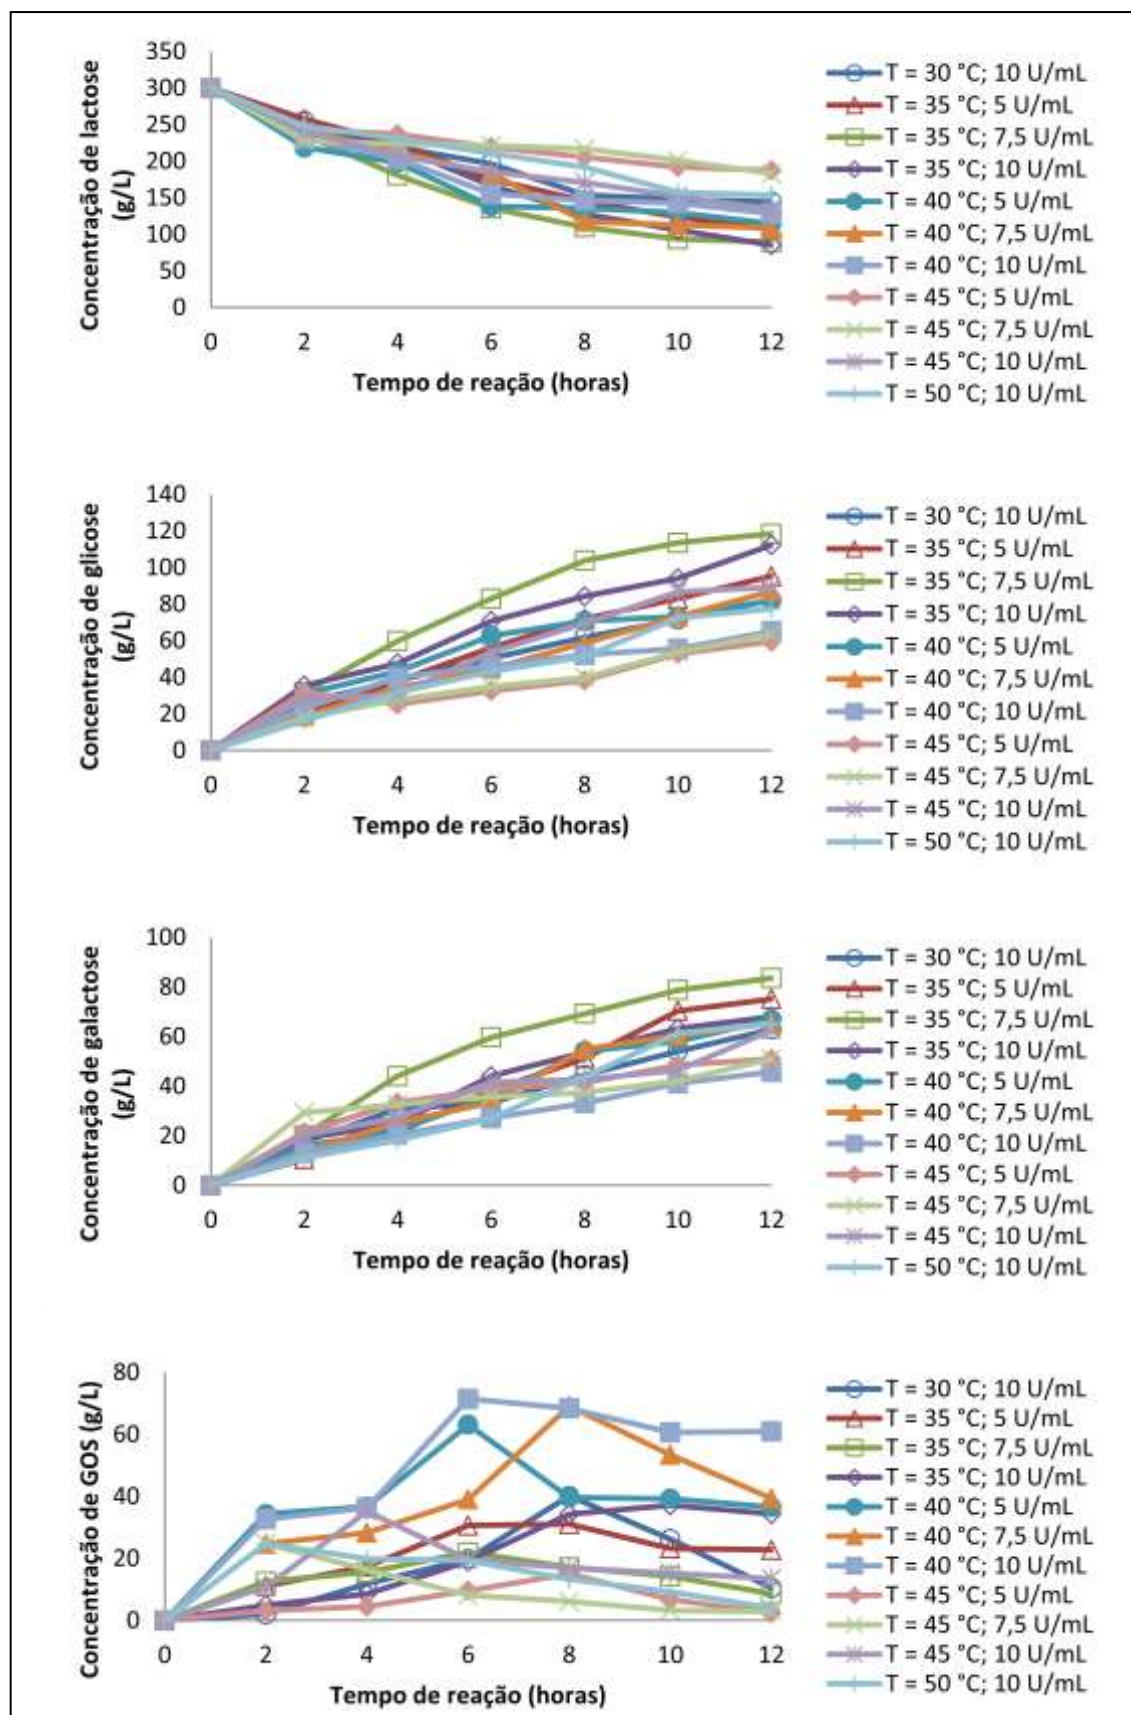 Concentração de lactose
(g/L)
350
300
250
200
150
100
50
0
0 2 4 6 8 10 12
Tempo de reação (horas)
T = 30 °C; 10 U/mL
T = 35 °C; 5 U/mL
T = 35 °C; 7,5 U/mL
T = 35 °C; 10 U/mL
T = 40 °C; 5 U/mL
T = 40 °C; 7,5 U/mL
T = 40 °C; 10 U/mL
T = 45 °C; 5 U/mL
T = 45 °C; 7,5 U/mL
T = 45 °C; 10 U/mL
T = 50 °C; 10 U/mL
Concentração de glicose
(g/L)
140
120
100
80
60
40
20
0
0 2 4 6 8 10 12
Tempo de reação (horas)
T = 30 °C; 10 U/mL
T = 35 °C; 5 U/mL
T = 35 °C; 7,5 U/mL
T = 35 °C; 10 U/mL
T = 40 °C; 5 U/mL
T = 40 °C; 7,5 U/mL
T = 40 °C; 10 U/mL
T = 45 °C; 5 U/mL
T = 45 °C; 7,5 U/mL
T = 45 °C; 10 U/mL
T = 50 °C; 10 U/mL
Concentração de galactose
(g/L)
100
80
60
40
20
0
0 2 4 6 8 10 12
Tempo de reação (horas)
T = 30 °C; 10 U/mL
T = 35 °C; 5 U/mL
T = 35 °C; 7,5 U/mL
T = 35 °C; 10 U/mL
T = 40 °C; 5 U/mL
T = 40 °C; 7,5 U/mL
T = 40 °C; 10 U/mL
T = 45 °C; 5 U/mL
T = 45 °C; 7,5 U/mL
T = 45 °C; 10 U/mL
T = 50 °C; 10 U/mL
Concentração de GOS (g/L)
80
60
40
20
0
0 2 4 6 8 10 12
Tempo de reação (horas)
T = 30 °C; 10 U/mL
T = 35 °C; 5 U/mL
T = 35 °C; 7,5 U/mL
T = 35 °C; 10 U/mL
T = 40 °C; 5 U/mL
T = 40 °C; 7,5 U/mL
T = 40 °C; 10 U/mL
T = 45 °C; 5 U/mL
T = 45 °C; 7,5 U/mL
T = 45 °C; 10 U/mL
T = 50 °C; 10 U/mL